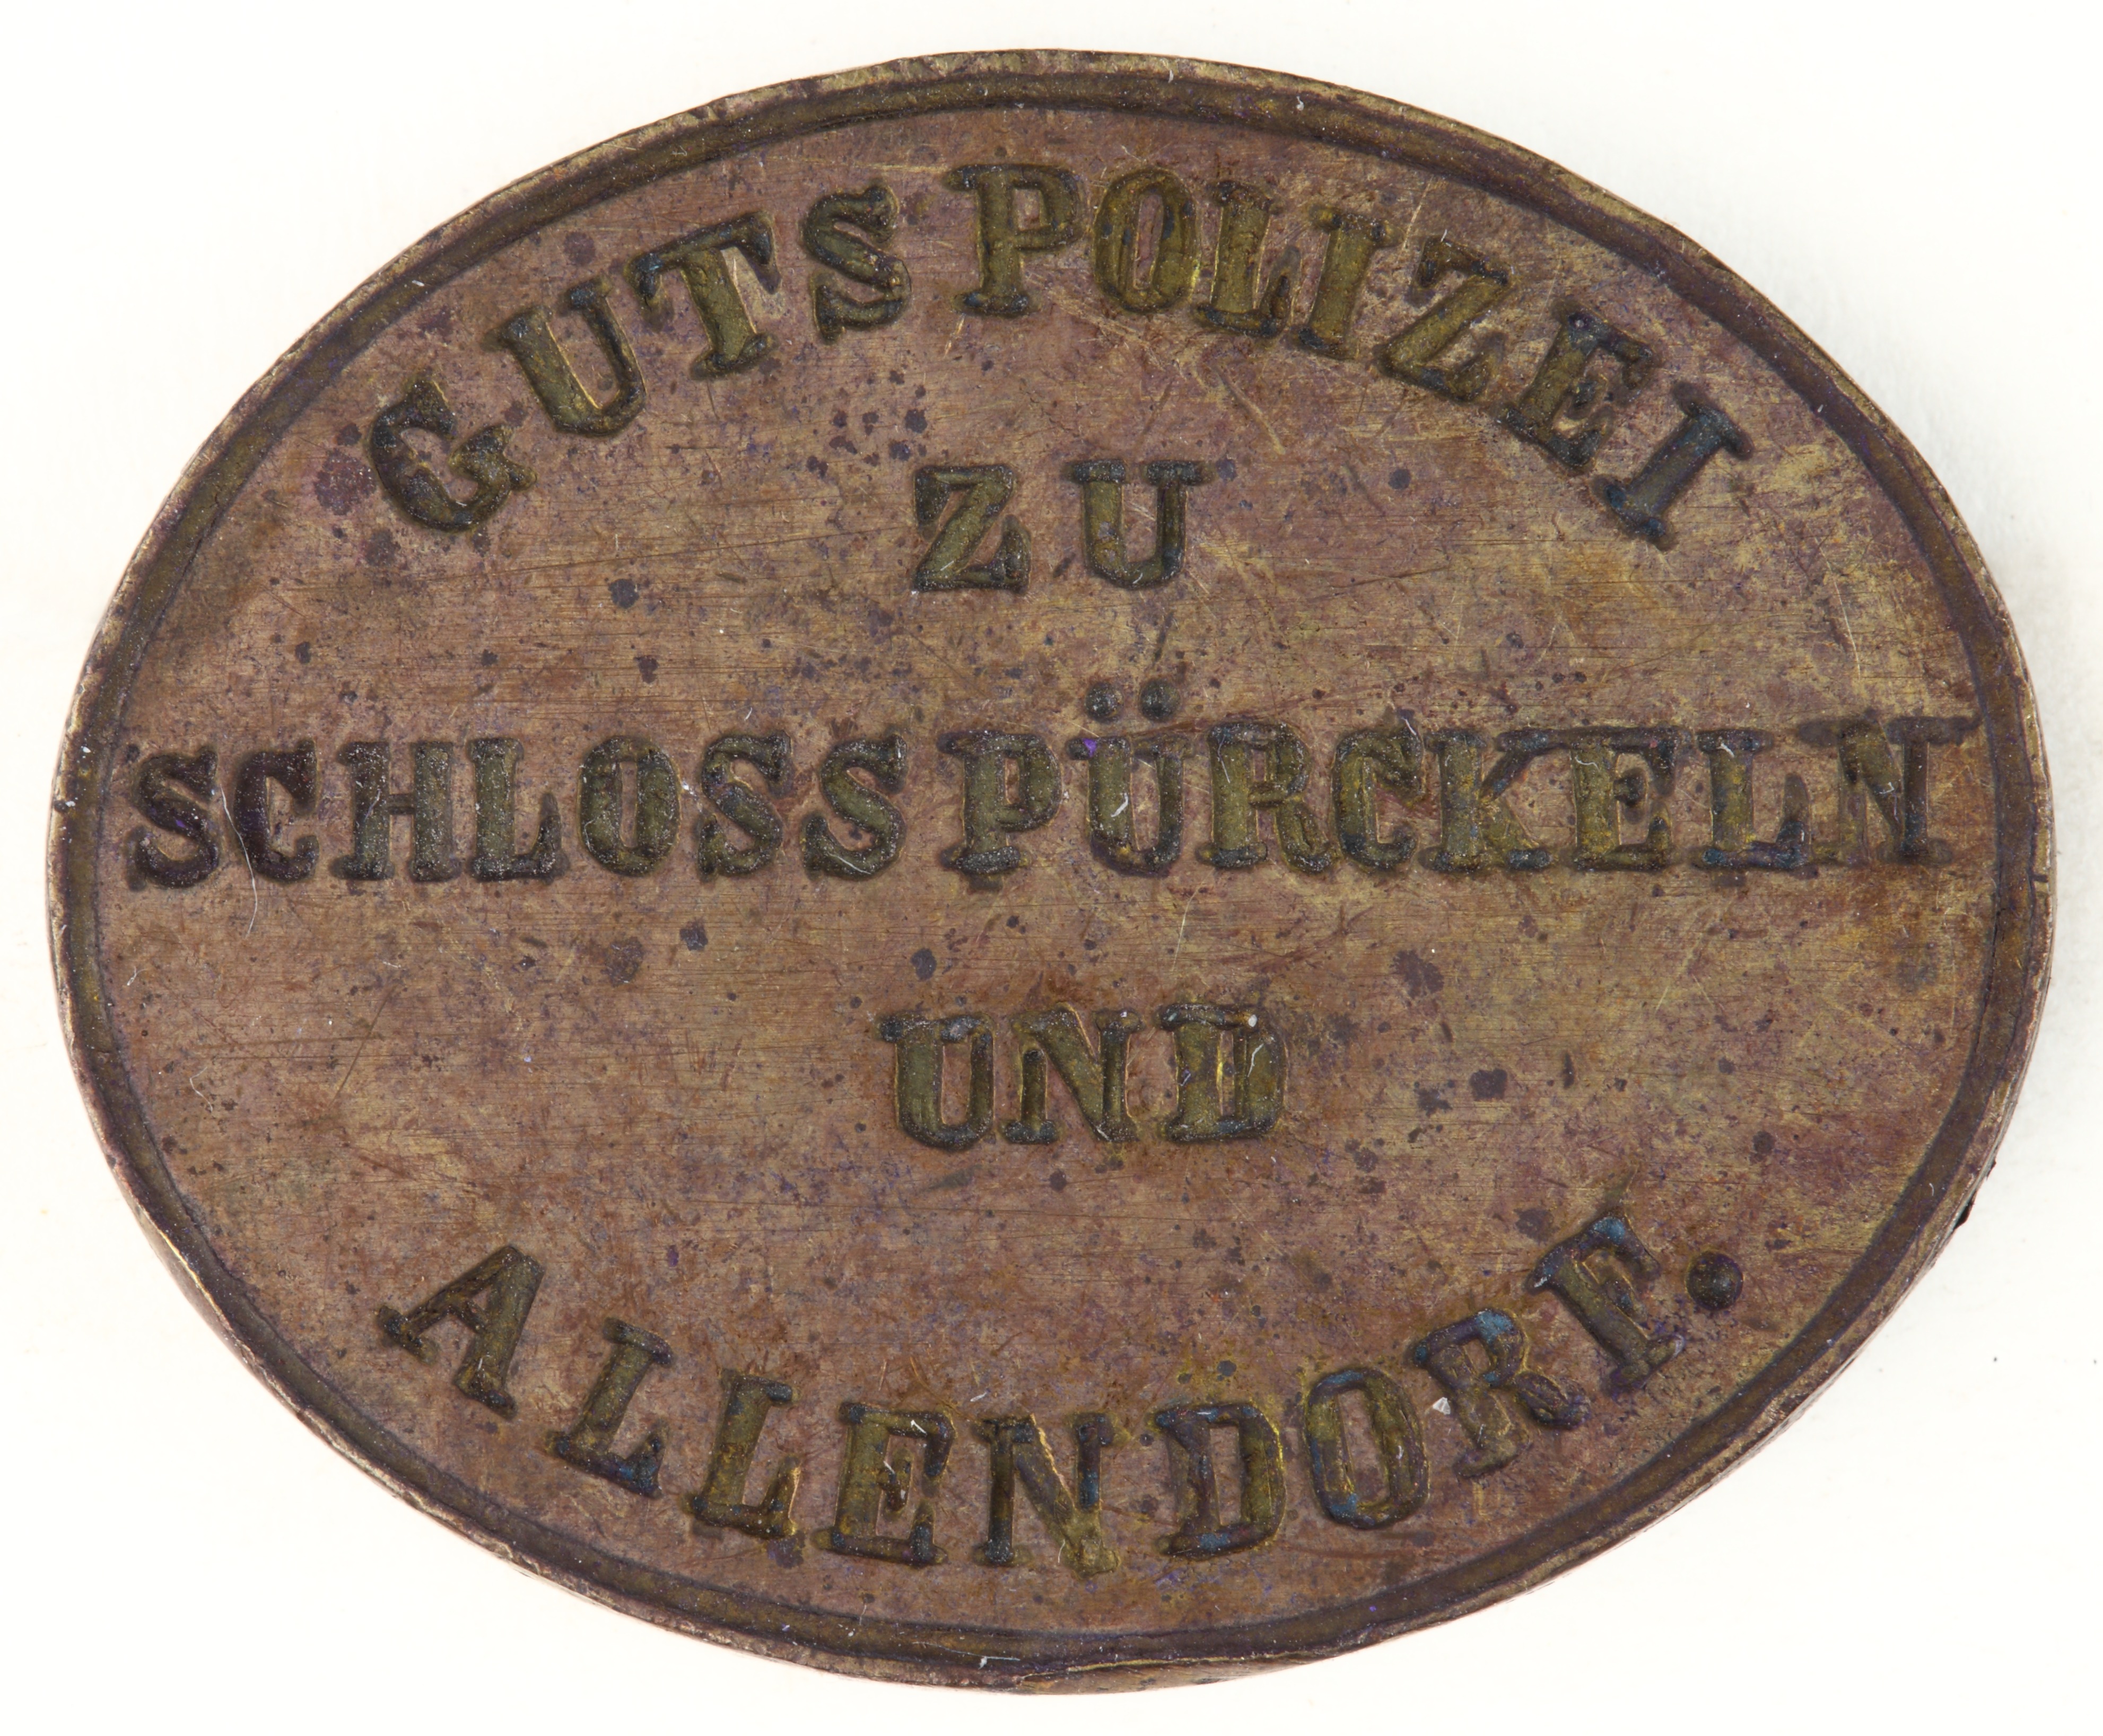 GUTS POLIZEI
ZU
SCHLOSS PÜRCKELN
UND
ALLENDORF.